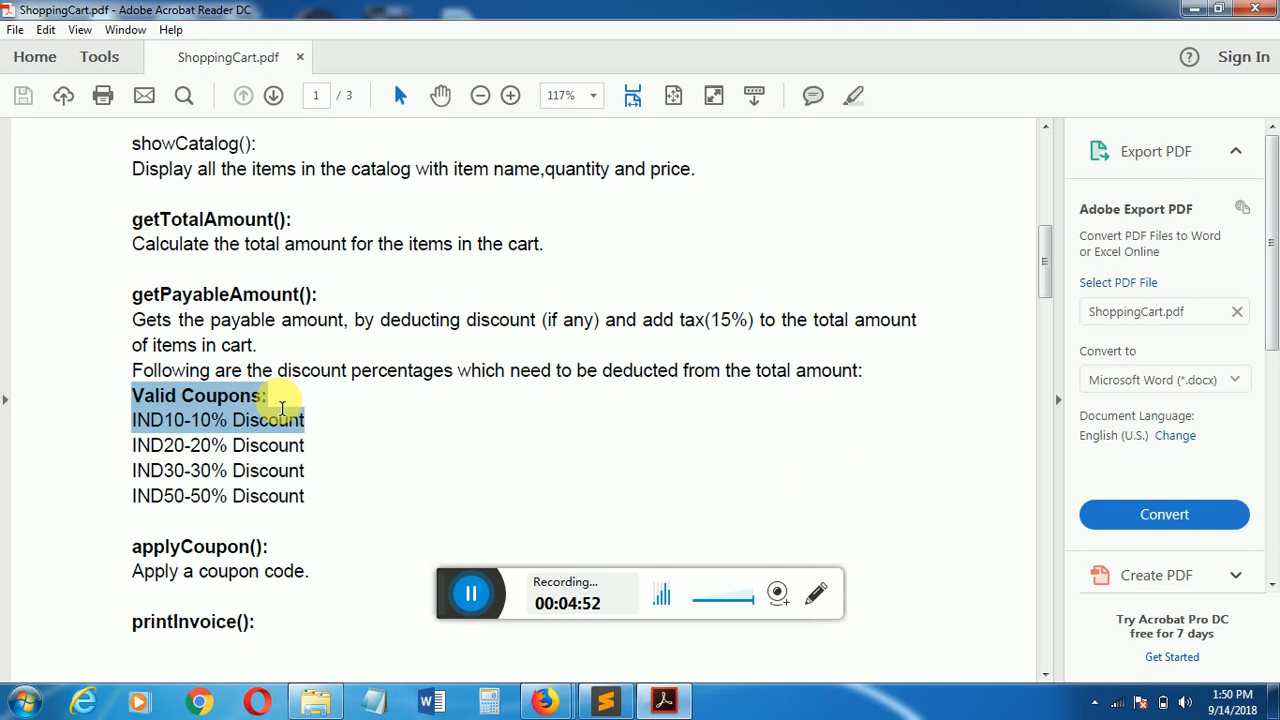 ShoppingCart.pdf - Adobe Acrobat Reader DC
File Edit View Window Help
Home Tools ShoppingCart.pdf × ? Sign In
1 / 3 117%
showCatalog():
Display all the items in the catalog with item name,quantity and price.
getTotalAmount():
Calculate the total amount for the items in the cart.
getPayableAmount():
Gets the payable amount, by deducting discount (if any) and add tax(15%) to the total amount
of items in cart.
Following are the discount percentages which need to be deducted from the total amount:
Valid Coupons:
IND10-10% Discount
IND20-20% Discount
IND30-30% Discount
IND50-50% Discount
applyCoupon():
Apply a coupon code.
printInvoice():
Recording...
00:04:52
Export PDF
Adobe Export PDF
Convert PDF Files to Word
or Excel Online
Select PDF File
ShoppingCart.pdf
Convert to
Microsoft Word (*.docx)
Document Language:
English (U.S.) Change
Convert
Create PDF
Try Acrobat Pro DC
free for 7 days
Get Started
1:50 PM
9/14/2018